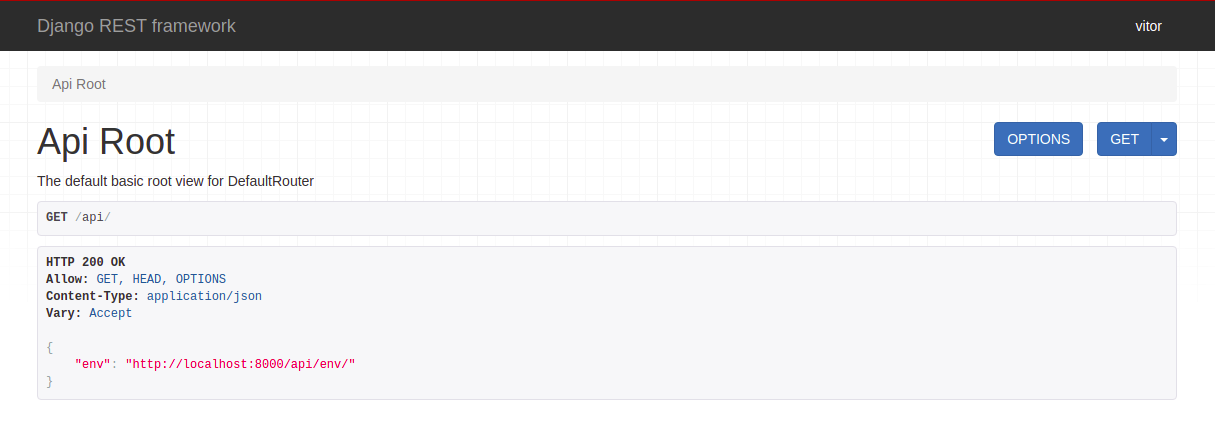 Django REST framework vitor
Api Root
Api Root OPTIONS GET
The default basic root view for DefaultRouter
GET /api/
HTTP 200 OK
Allow: GET, HEAD, OPTIONS
Content-Type: application/json
Vary: Accept
{
    "env": "http://localhost:8000/api/env/"
}